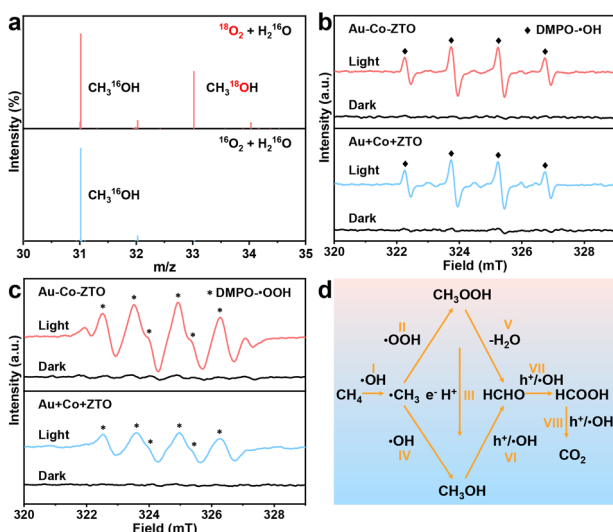 a
¹⁸O₂ + H₂¹⁶O
CH₃¹⁶OH
CH₃¹⁸OH
¹⁶O₂ + H₂¹⁶O
CH₃¹⁶OH
Intensity (%)
30 31 32 33 34 35
m/z
b
Au-Co-ZTO
♦ DMPO-•OH
Light
Dark
Au+Co+ZTO
Light
Dark
Intensity (a.u.)
320 322 324 326 328
Field (mT)
c
Au-Co-ZTO
* DMPO-•OOH
Light
Dark
Au+Co+ZTO
Light
Dark
Intensity (a.u.)
320 322 324 326 328
Field (mT)
d
CH₃OOH
II
•OOH
V
-H₂O
I
•OH
CH₄
•CH₃
e⁻ H⁺
III
HCHO
VII
h⁺/•OH
HCOOH
•OH
IV
h⁺/•OH
VI
VIII
h⁺/•OH
CO₂
CH₃OH